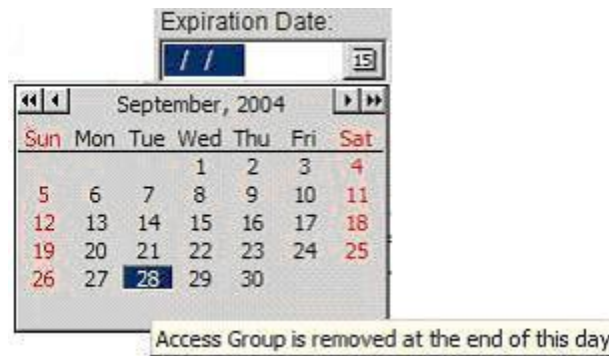 Expiration Date:
/ /
15
September, 2004
Sun Mon Tue Wed Thu Fri Sat
1 2 3 4
5 6 7 8 9 10 11
12 13 14 15 16 17 18
19 20 21 22 23 24 25
26 27 28 29 30
Access Group is removed at the end of this day